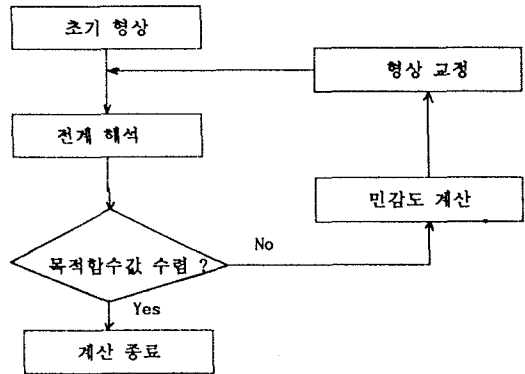 초기 형상
형상 교정
전계 해석
민감도 계산
목적함수값 수렴 ?
No
Yes
계산 종료